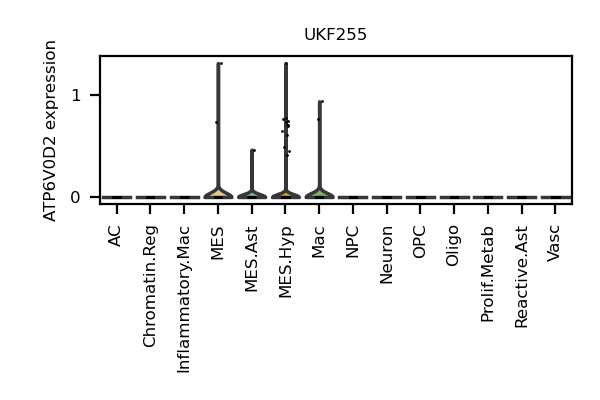 UKF255
ATP6V0D2 expression
1
0
AC
Chromatin.Reg
Inflammatory.Mac
MES
MES.Ast
MES.Hyp
Mac
NPC
Neuron
OPC
Oligo
Prolif.Metab
Reactive.Ast
Vasc